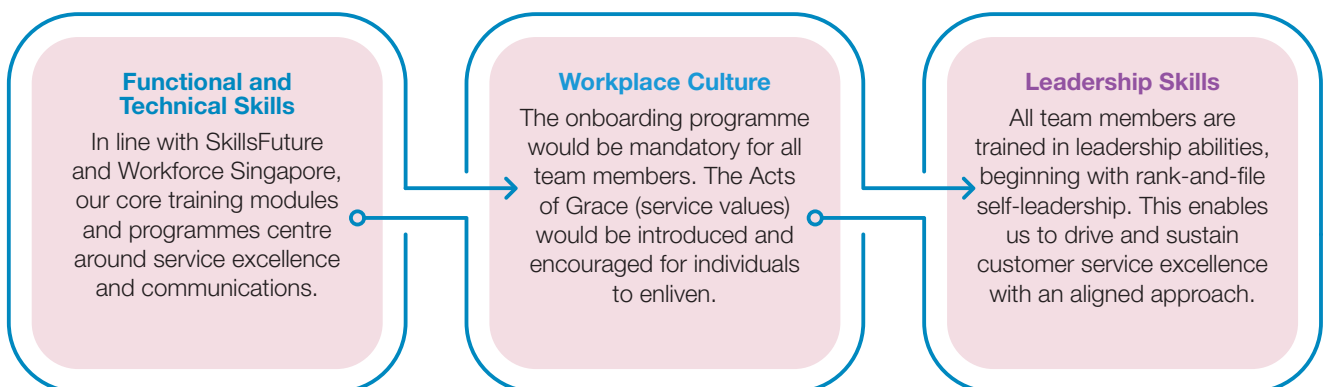 Functional and
Technical Skills
In line with SkillsFuture
and Workforce Singapore,
our core training modules
and programmes centre
around service excellence
and communications.
Workplace Culture
The onboarding programme
would be mandatory for all
team members. The Acts
of Grace (service values)
would be introduced and
encouraged for individuals
to enliven.
Leadership Skills
All team members are
trained in leadership abilities,
beginning with rank-and-file
self-leadership. This enables
us to drive and sustain
customer service excellence
with an aligned approach.